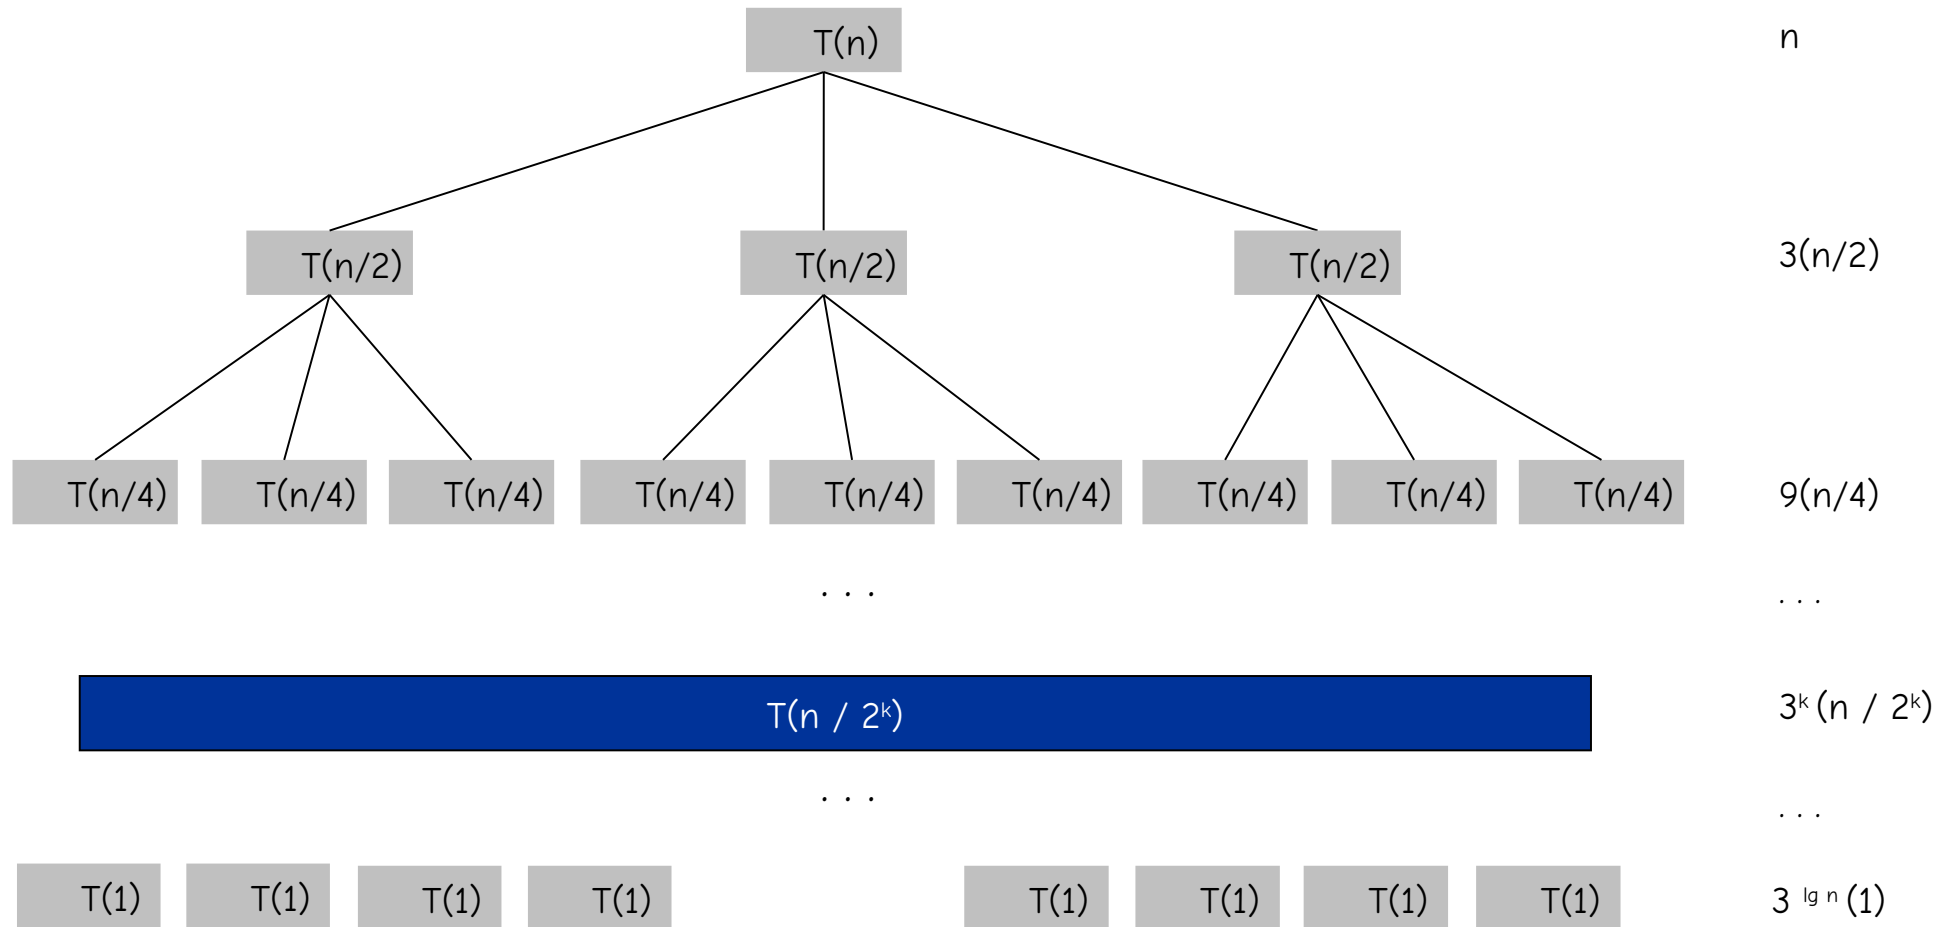 T(n) n
T(n/2) T(n/2) T(n/2) 3(n/2)
T(n/4) T(n/4) T(n/4) T(n/4) T(n/4) T(n/4) T(n/4) T(n/4) T(n/4) 9(n/4)
. . . . . .
T(n / 2ᵏ) 3ᵏ (n / 2ᵏ)
. . . . . .
T(1) T(1) T(1) T(1) T(1) T(1) T(1) T(1) 3 ˡᵍ ⁿ (1)